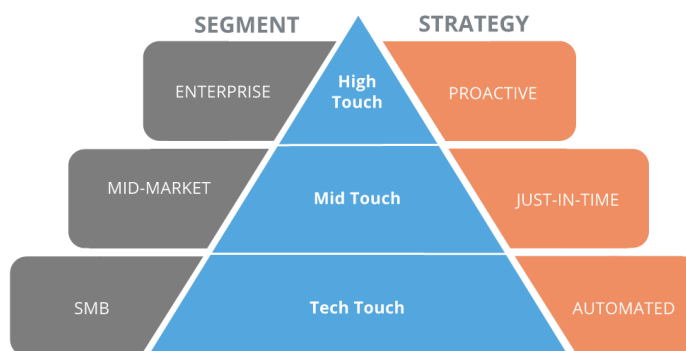 SEGMENT
STRATEGY
ENTERPRISE
High
Touch
PROACTIVE
MID-MARKET
Mid Touch
JUST-IN-TIME
SMB
Tech Touch
AUTOMATED